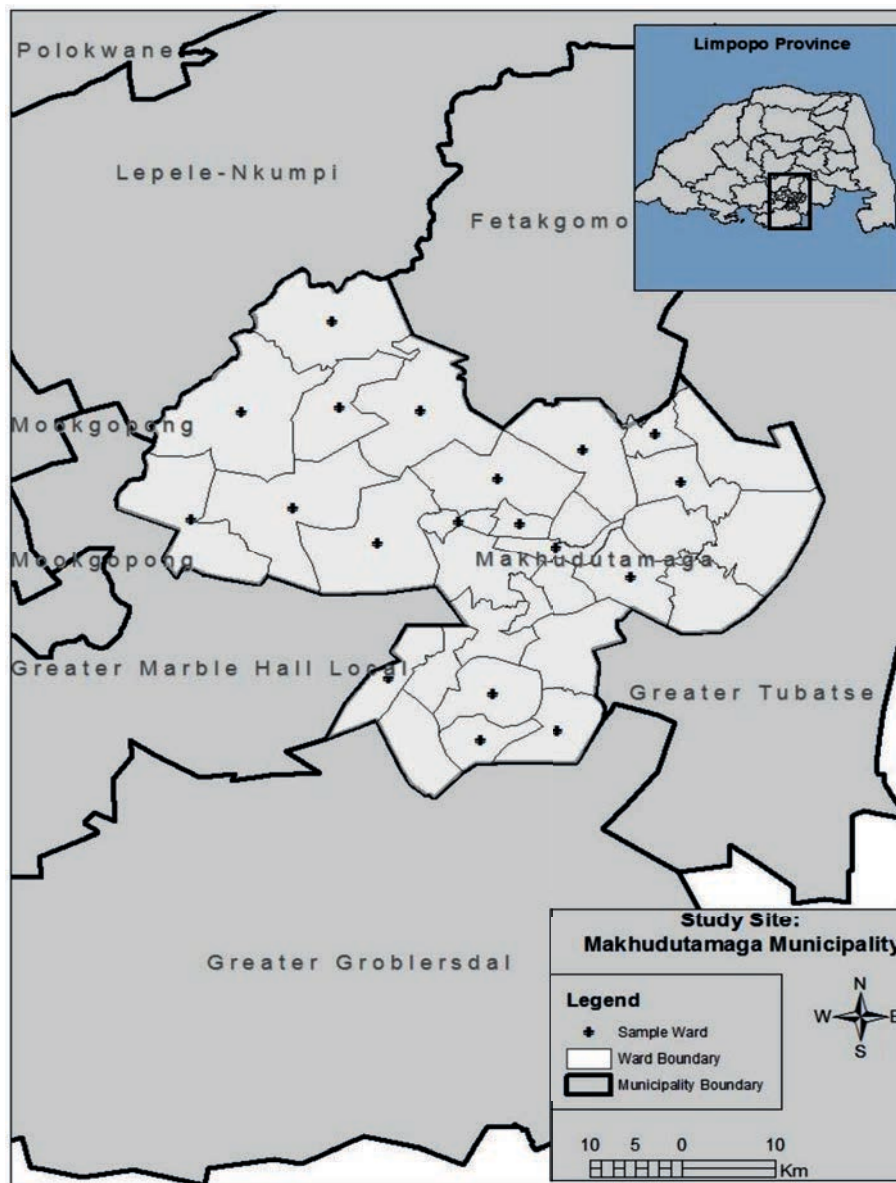 Polokwane
Limpopo Province
Lepele-Nkumpi
Fetakgomo
Mookgopong
Makhudutamaga
Mookgopong
Greater Marble Hall Local
Greater Tubatse
Greater Groblersdal
Study Site:
Makhudutamaga Municipality
Legend
Sample Ward
Ward Boundary
Municipality Boundary
N
W E
S
10 5 0 10
Km